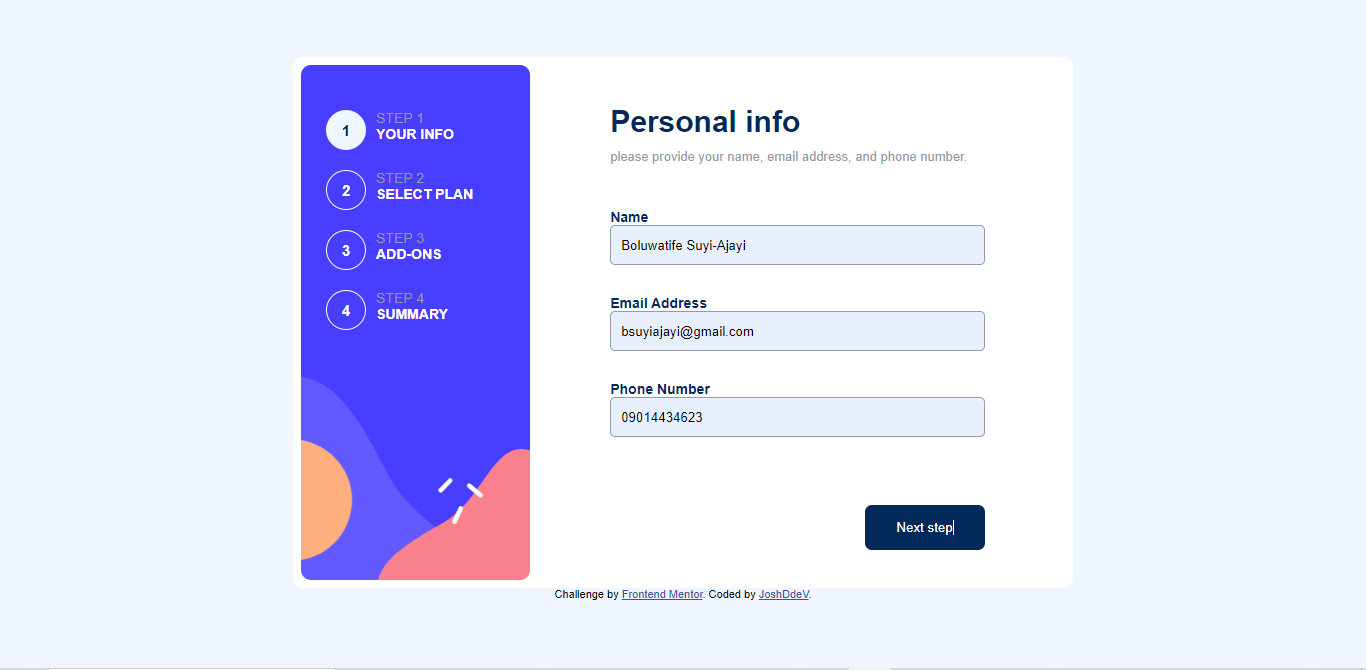 1
STEP 1
YOUR INFO
2
STEP 2
SELECT PLAN
3
STEP 3
ADD-ONS
4
STEP 4
SUMMARY
Personal info
please provide your name, email address, and phone number.
Name
Boluwatife Suyi-Ajayi
Email Address
bsuyiajayi@gmail.com
Phone Number
09014434623
Next step
Challenge by Frontend Mentor. Coded by JoshDdeV.